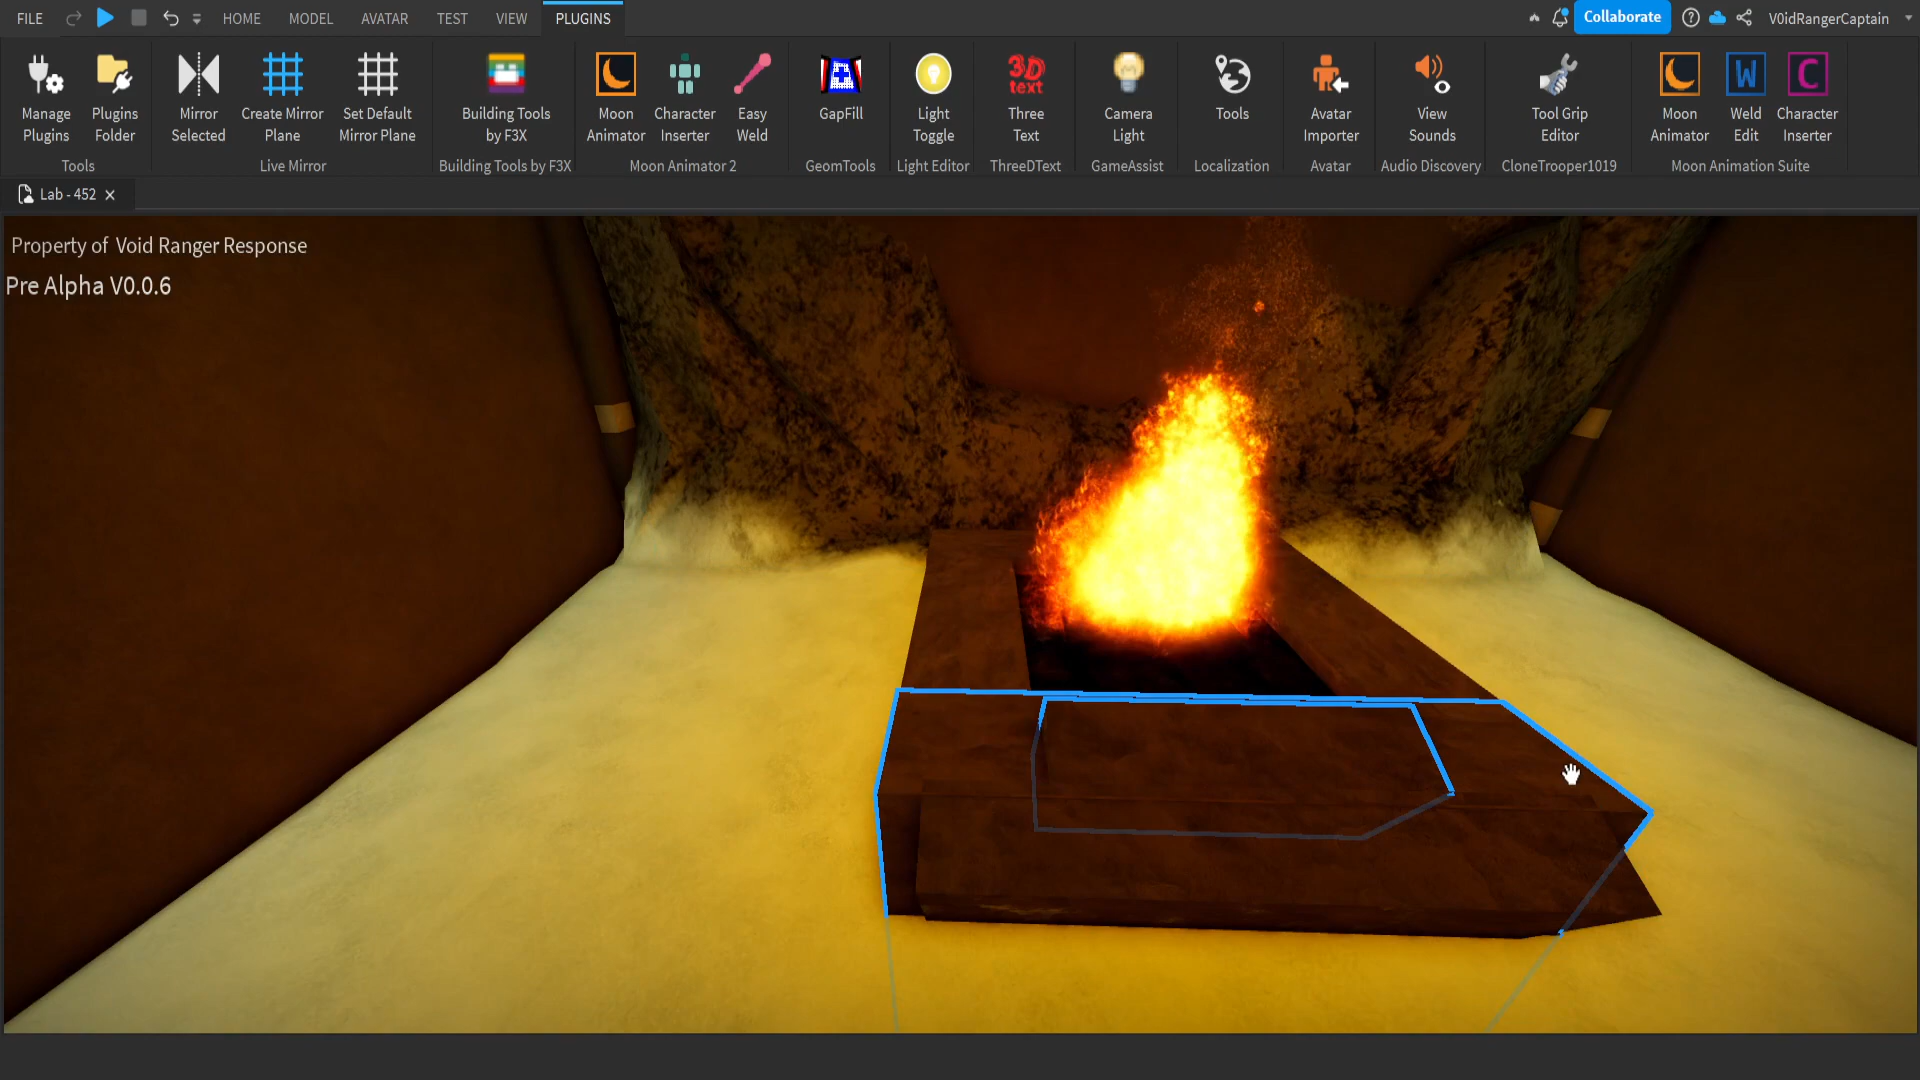 FILE HOME MODEL AVATAR TEST VIEW PLUGINS Collaborate V0idRangerCaptain
Manage Plugins
Plugins Folder
Mirror Selected
Create Mirror Plane
Set Default Mirror Plane
Building Tools by F3X
Moon Animator
Character Inserter
Easy Weld
GapFill
Light Toggle
3D text
Three Text
Camera Light
Tools
Avatar Importer
View Sounds
Tool Grip Editor
Moon Animator
W
Weld Edit
C
Character Inserter
Tools Live Mirror Building Tools by F3X Moon Animator 2 GeomTools Light Editor ThreeDText GameAssist Localization Avatar Audio Discovery CloneTrooper1019 Moon Animation Suite
Lab - 452
Property of Void Ranger Response
Pre Alpha V0.0.6